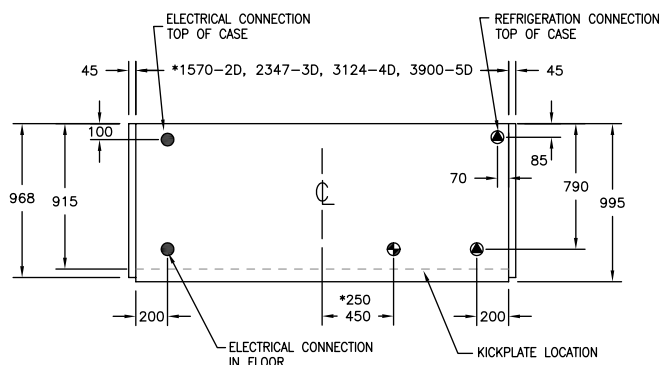 ELECTRICAL CONNECTION
TOP OF CASE
REFRIGERATION CONNECTION
TOP OF CASE
45
*1570-2D, 2347-3D, 3124-4D, 3900-5D
45
100
85
70
968
915
790
995
℄
*250
200
450
200
ELECTRICAL CONNECTION
IN FLOOR
KICKPLATE LOCATION